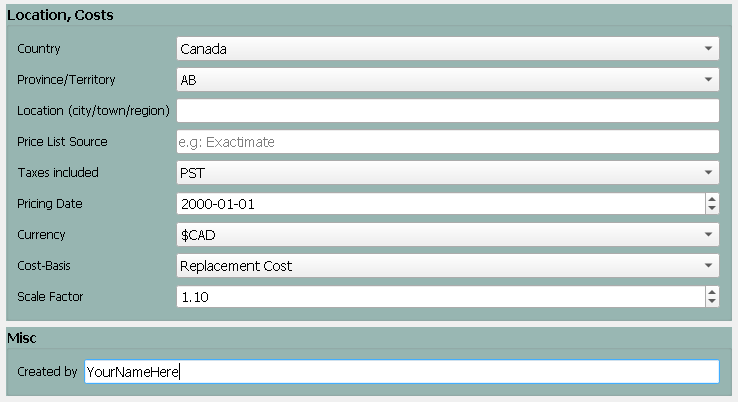 Location, Costs
Country Canada
Province/Territory AB
Location (city/town/region)
Price List Source e.g: Exactimate
Taxes included PST
Pricing Date 2000-01-01
Currency $CAD
Cost-Basis Replacement Cost
Scale Factor 1.10
Misc
Created by YourNameHere